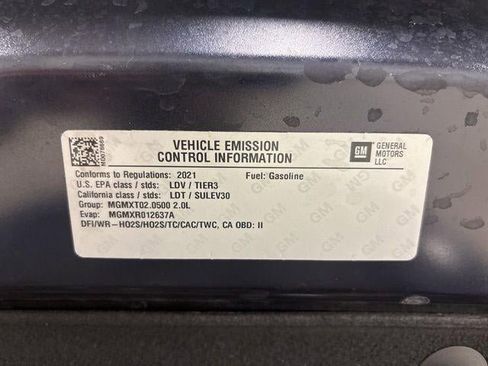 VEHICLE EMISSION
CONTROL INFORMATION
GM
GENERAL
MOTORS
LLC
Conforms to Regulations: 2021 Fuel: Gasoline
U.S. EPA class / stds: LDV / TIER3
California class / stds: LDT / SULEV30
Group: MGMXT02.0500 2.0L
Evap: MGMXR012637A
DFI/WR-HO2S/HO2S/TC/CAC/TWC, CA OBD: II